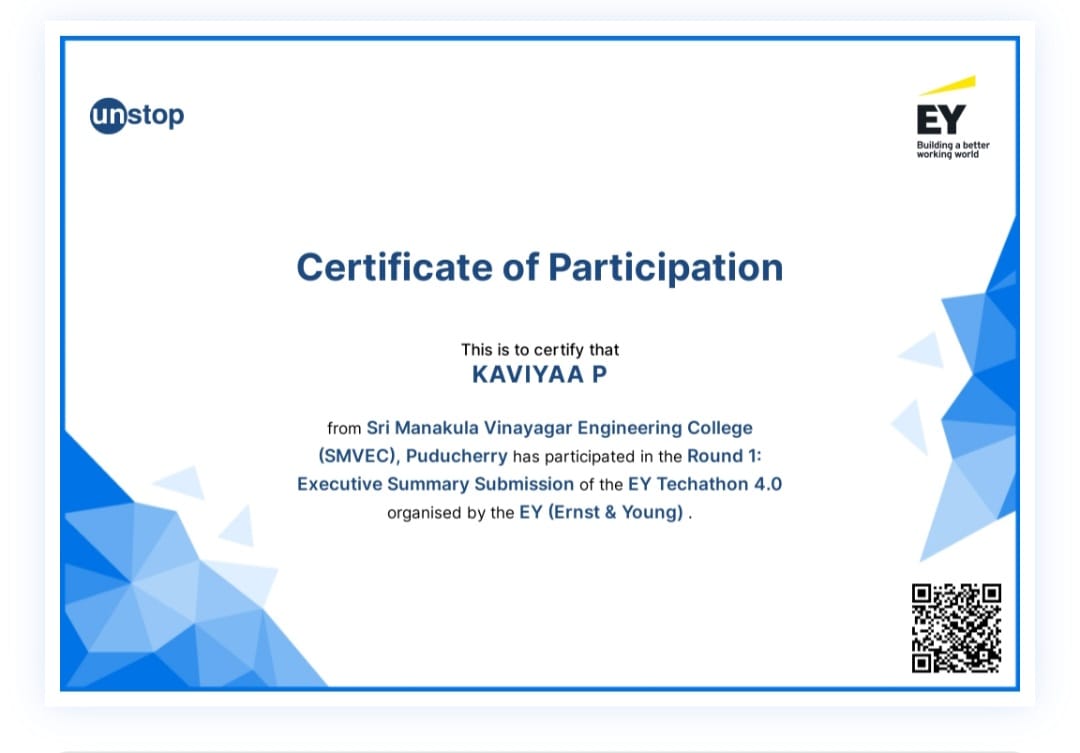 unstop
EY
Building a better
working world
Certificate of Participation
This is to certify that
KAVIYAA P
from Sri Manakula Vinayagar Engineering College
(SMVEC), Puducherry has participated in the Round 1:
Executive Summary Submission of the EY Techathon 4.0
organised by the EY (Ernst & Young) .